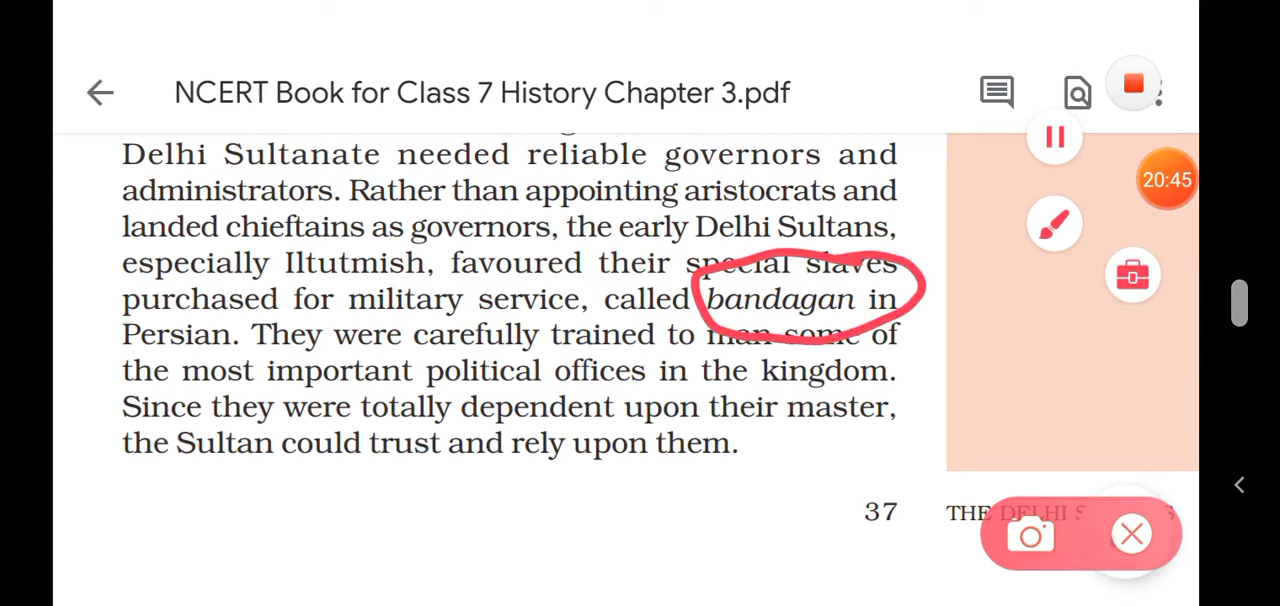 NCERT Book for Class 7 History Chapter 3.pdf
20:45
Delhi Sultanate needed reliable governors and
administrators. Rather than appointing aristocrats and
landed chieftains as governors, the early Delhi Sultans,
especially Iltutmish, favoured their special slaves
purchased for military service, called bandagan in
Persian. They were carefully trained to man some of
the most important political offices in the kingdom.
Since they were totally dependent upon their master,
the Sultan could trust and rely upon them.
37 THE DELHI S